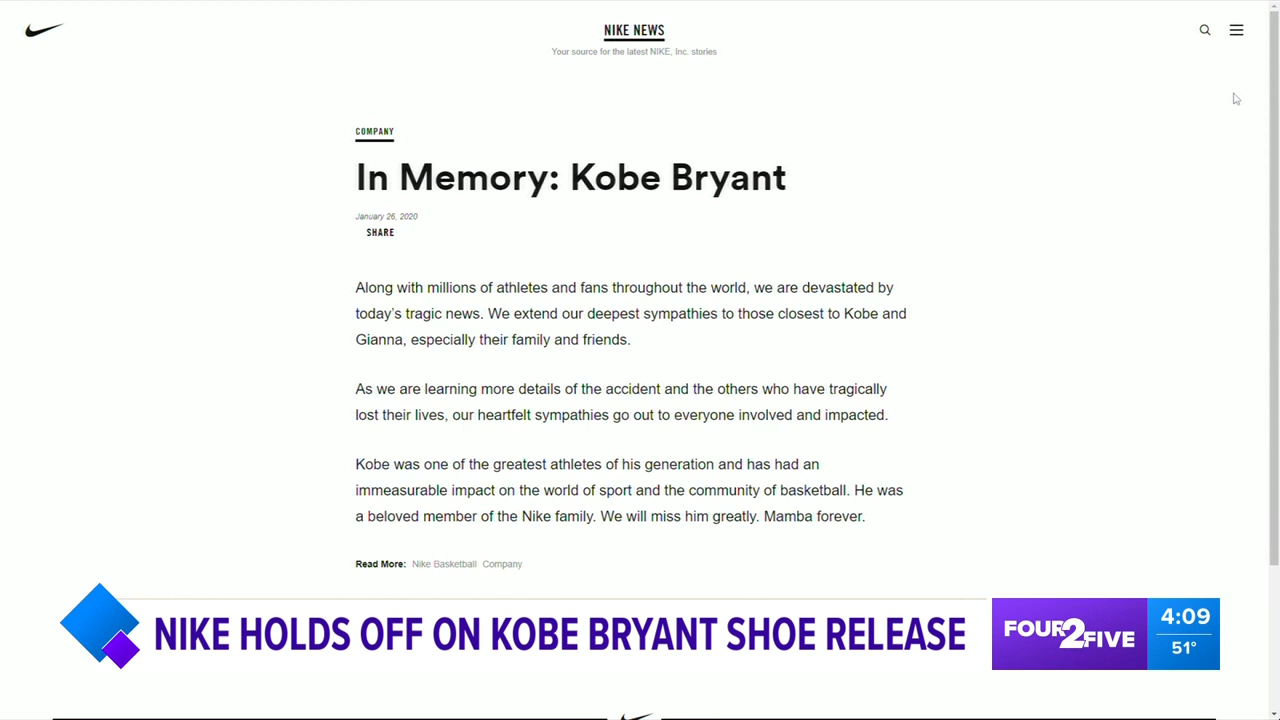 NIKE NEWS
Your source for the latest NIKE, Inc. stories
COMPANY
In Memory: Kobe Bryant
January 26, 2020
SHARE
Along with millions of athletes and fans throughout the world, we are devastated by
today's tragic news. We extend our deepest sympathies to those closest to Kobe and
Gianna, especially their family and friends.
As we are learning more details of the accident and the others who have tragically
lost their lives, our heartfelt sympathies go out to everyone involved and impacted.
Kobe was one of the greatest athletes of his generation and has had an
immeasurable impact on the world of sport and the community of basketball. He was
a beloved member of the Nike family. We will miss him greatly. Mamba forever.
Read More: Nike Basketball Company
NIKE HOLDS OFF ON KOBE BRYANT SHOE RELEASE
FOUR2FIVE
4:09
51°